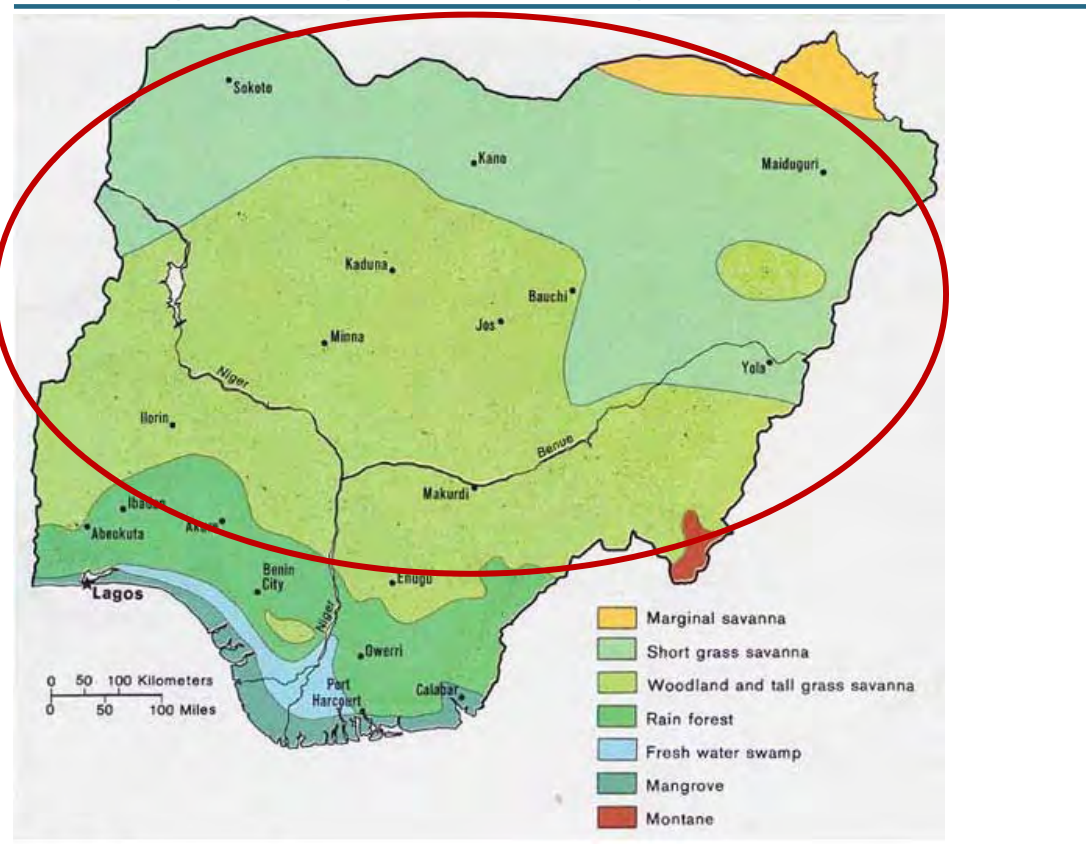 Sokoto
Kano
Maiduguri
Kaduna
Bauchi
Jos
Minna
Yola
Niger
Ilorin
Benue
Makurdi
Ibadan
Akure
Abeokuta
Enugu
Benin
City
Lagos
Niger
Owerri
Port
Harcourt
Calabar
0 50 100 Kilometers
0 50 100 Miles
Marginal savanna
Short grass savanna
Woodland and tall grass savanna
Rain forest
Fresh water swamp
Mangrove
Montane